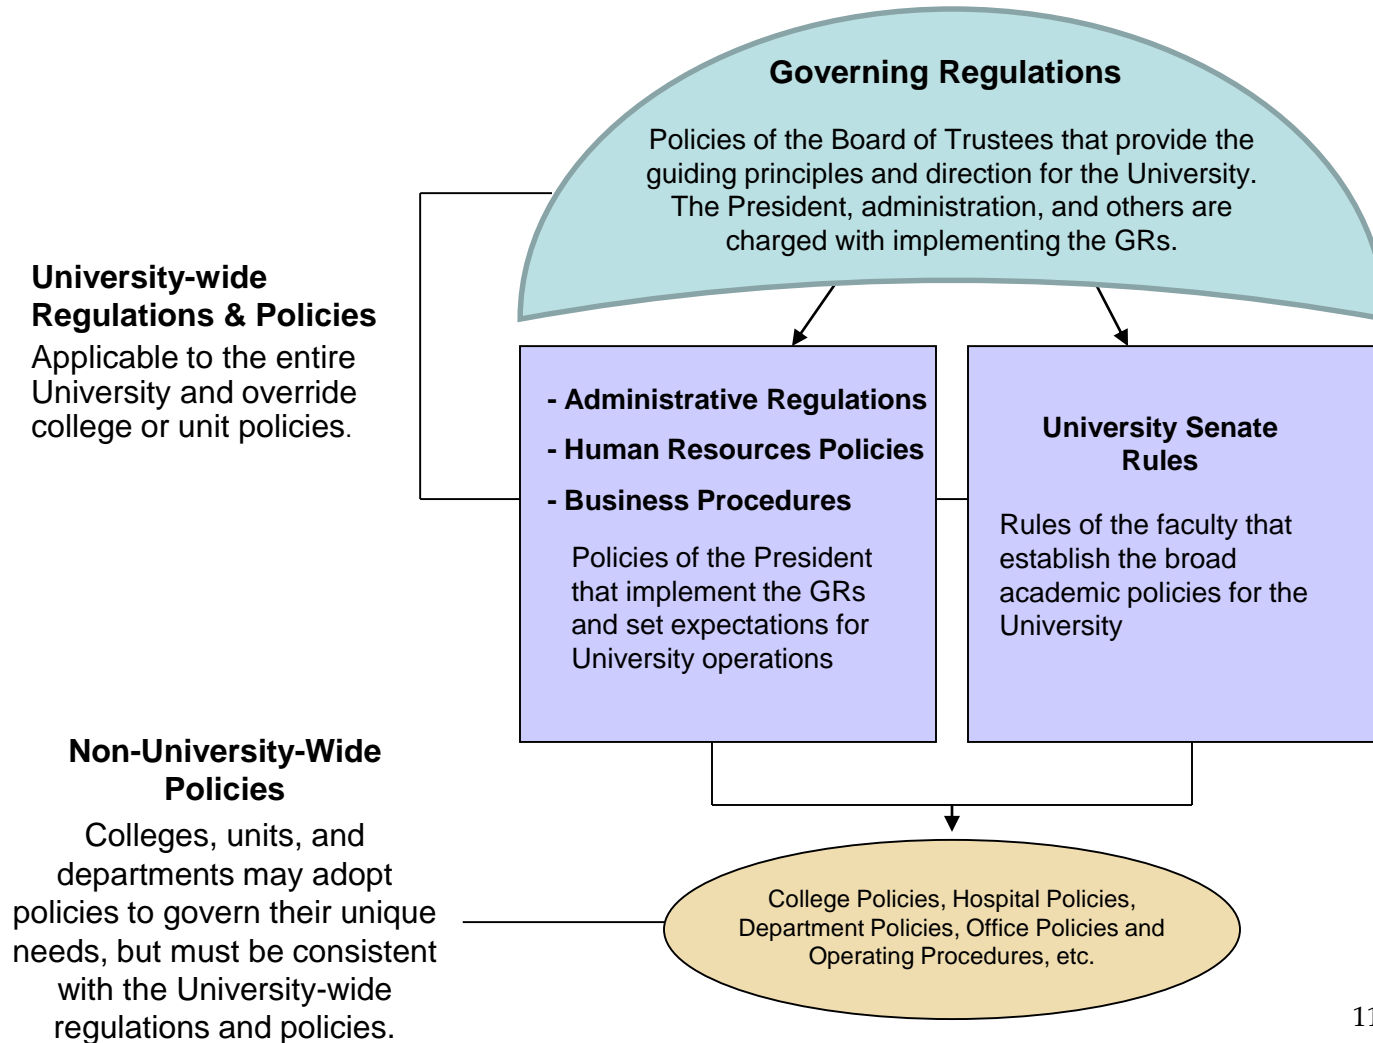 Governing Regulations
Policies of the Board of Trustees that provide the
guiding principles and direction for the University.
The President, administration, and others are
charged with implementing the GRs.
University-wide
Regulations & Policies
Applicable to the entire
University and override
college or unit policies.
- Administrative Regulations
- Human Resources Policies
- Business Procedures
Policies of the President
that implement the GRs
and set expectations for
University operations
University Senate
Rules
Rules of the faculty that
establish the broad
academic policies for the
University
Non-University-Wide
Policies
Colleges, units, and
departments may adopt
policies to govern their unique
needs, but must be consistent
with the University-wide
regulations and policies.
College Policies, Hospital Policies,
Department Policies, Office Policies and
Operating Procedures, etc.
11